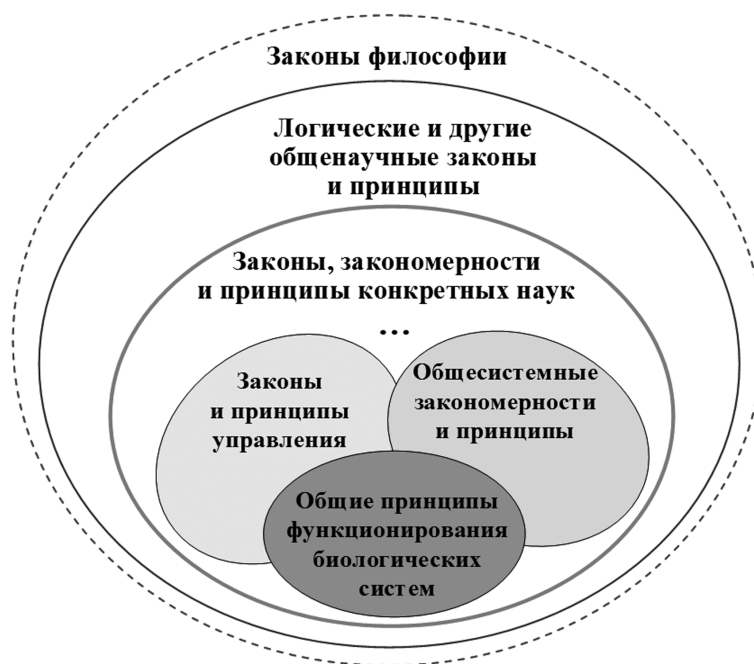 Законы философии
Логические и другие
общенаучные законы
и принципы
Законы, закономерности
и принципы конкретных наук
...
Законы
и принципы
управления
Общесистемные
закономерности
и принципы
Общие принципы
функционирования
биологических
систем